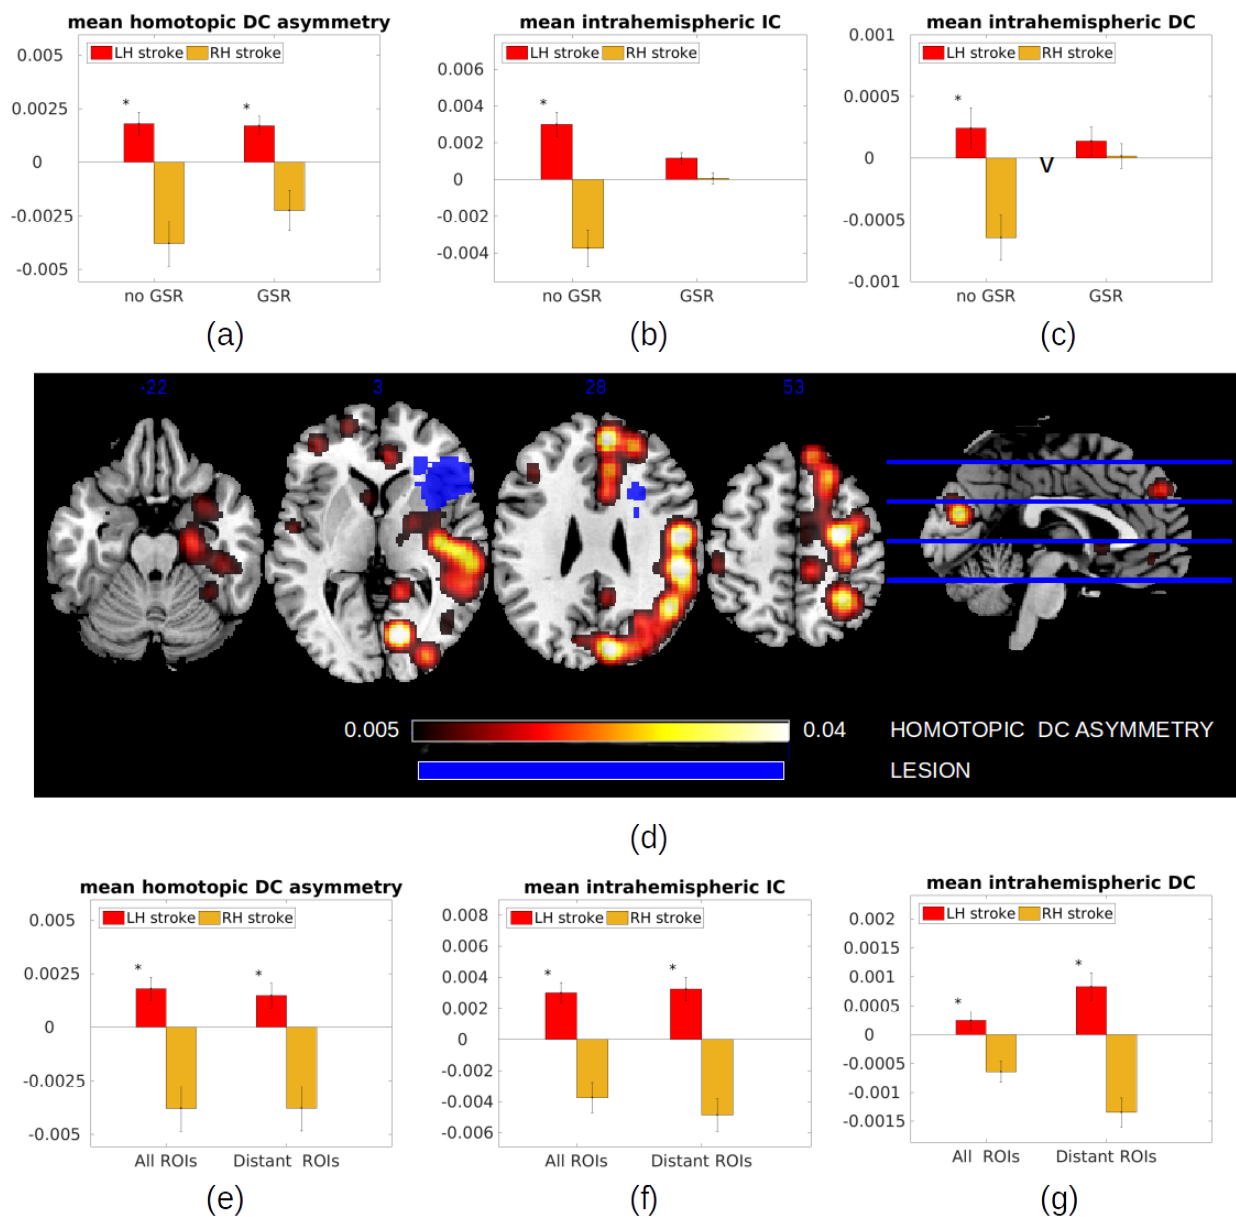 mean homotopic DC asymmetry
LH stroke RH stroke
0.005
0.0025
0
-0.0025
-0.005
*
*
no GSR GSR
(a)
mean intrahemispheric IC
LH stroke RH stroke
0.006
0.004
0.002
0
-0.002
-0.004
*
no GSR GSR
(b)
mean intrahemispheric DC
LH stroke RH stroke
0.001
0.0005
0
-0.0005
-0.001
*
v
no GSR GSR
(c)
-22 3 28 53
0.005 0.04 HOMOTOPIC DC ASYMMETRY
LESION
(d)
mean homotopic DC asymmetry
LH stroke RH stroke
0.005
0.0025
0
-0.0025
-0.005
*
*
All ROIs Distant ROIs
(e)
mean intrahemispheric IC
LH stroke RH stroke
0.008
0.006
0.004
0.002
0
-0.002
-0.004
-0.006
*
*
All ROIs Distant ROIs
(f)
mean intrahemispheric DC
LH stroke RH stroke
0.002
0.0015
0.001
0.0005
0
-0.0005
-0.001
-0.0015
*
*
All ROIs Distant ROIs
(g)